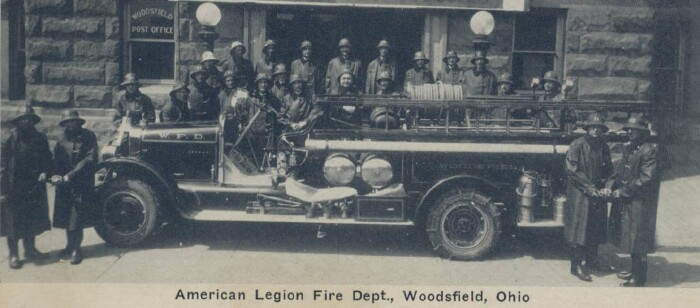 WOODSFIELD
POST OFFICE
W.F.D.
American Legion Fire Dept., Woodsfield, Ohio